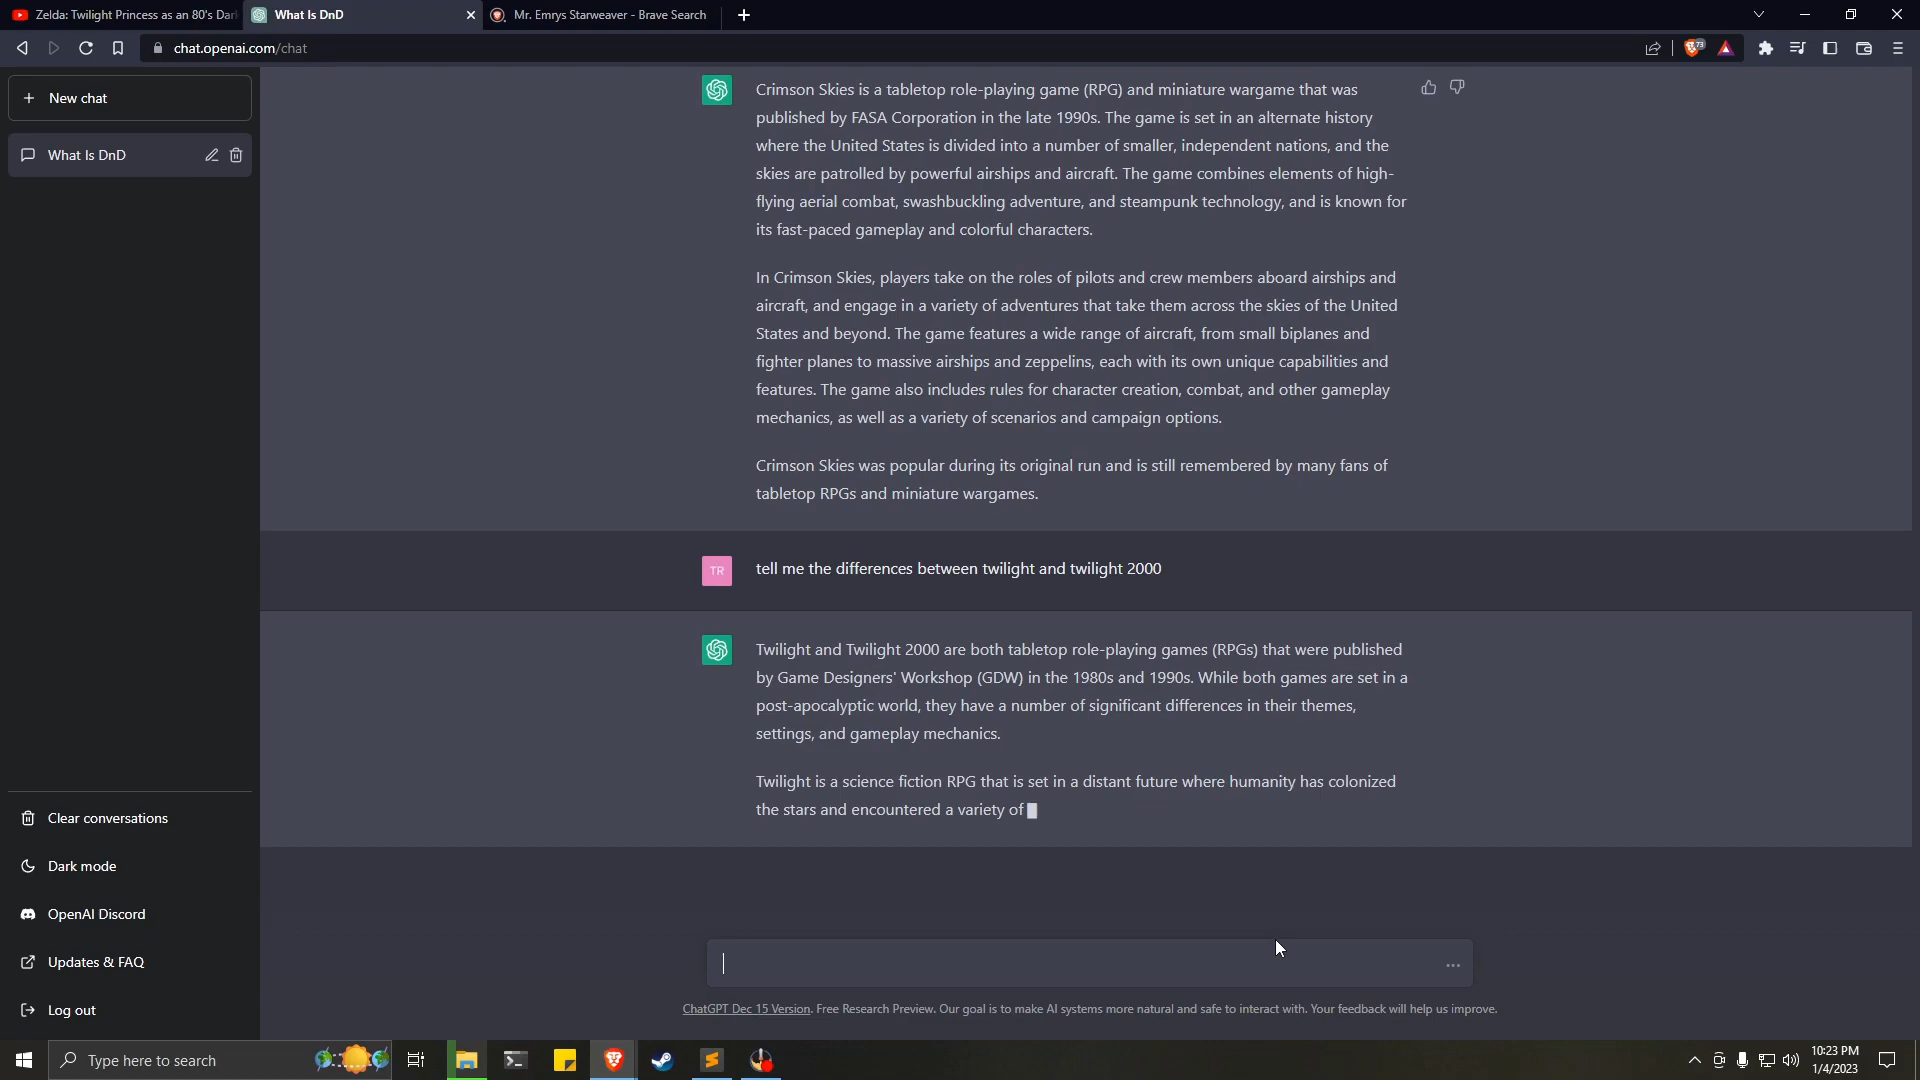 Zelda: Twilight Princess as an 80's Dar
What Is DnD
Mr. Emrys Starweaver - Brave Search
chat.openai.com/chat
73
New chat
What Is DnD
Crimson Skies is a tabletop role-playing game (RPG) and miniature wargame that was
published by FASA Corporation in the late 1990s. The game is set in an alternate history
where the United States is divided into a number of smaller, independent nations, and the
skies are patrolled by powerful airships and aircraft. The game combines elements of high-
flying aerial combat, swashbuckling adventure, and steampunk technology, and is known for
its fast-paced gameplay and colorful characters.
In Crimson Skies, players take on the roles of pilots and crew members aboard airships and
aircraft, and engage in a variety of adventures that take them across the skies of the United
States and beyond. The game features a wide range of aircraft, from small biplanes and
fighter planes to massive airships and zeppelins, each with its own unique capabilities and
features. The game also includes rules for character creation, combat, and other gameplay
mechanics, as well as a variety of scenarios and campaign options.
Crimson Skies was popular during its original run and is still remembered by many fans of
tabletop RPGs and miniature wargames.
TR
tell me the differences between twilight and twilight 2000
Twilight and Twilight 2000 are both tabletop role-playing games (RPGs) that were published
by Game Designers' Workshop (GDW) in the 1980s and 1990s. While both games are set in a
post-apocalyptic world, they have a number of significant differences in their themes,
settings, and gameplay mechanics.
Twilight is a science fiction RPG that is set in a distant future where humanity has colonized
the stars and encountered a variety of
Clear conversations
Dark mode
OpenAI Discord
Updates & FAQ
Log out
ChatGPT Dec 15 Version. Free Research Preview. Our goal is to make AI systems more natural and safe to interact with. Your feedback will help us improve.
Type here to search
10:23 PM
1/4/2023